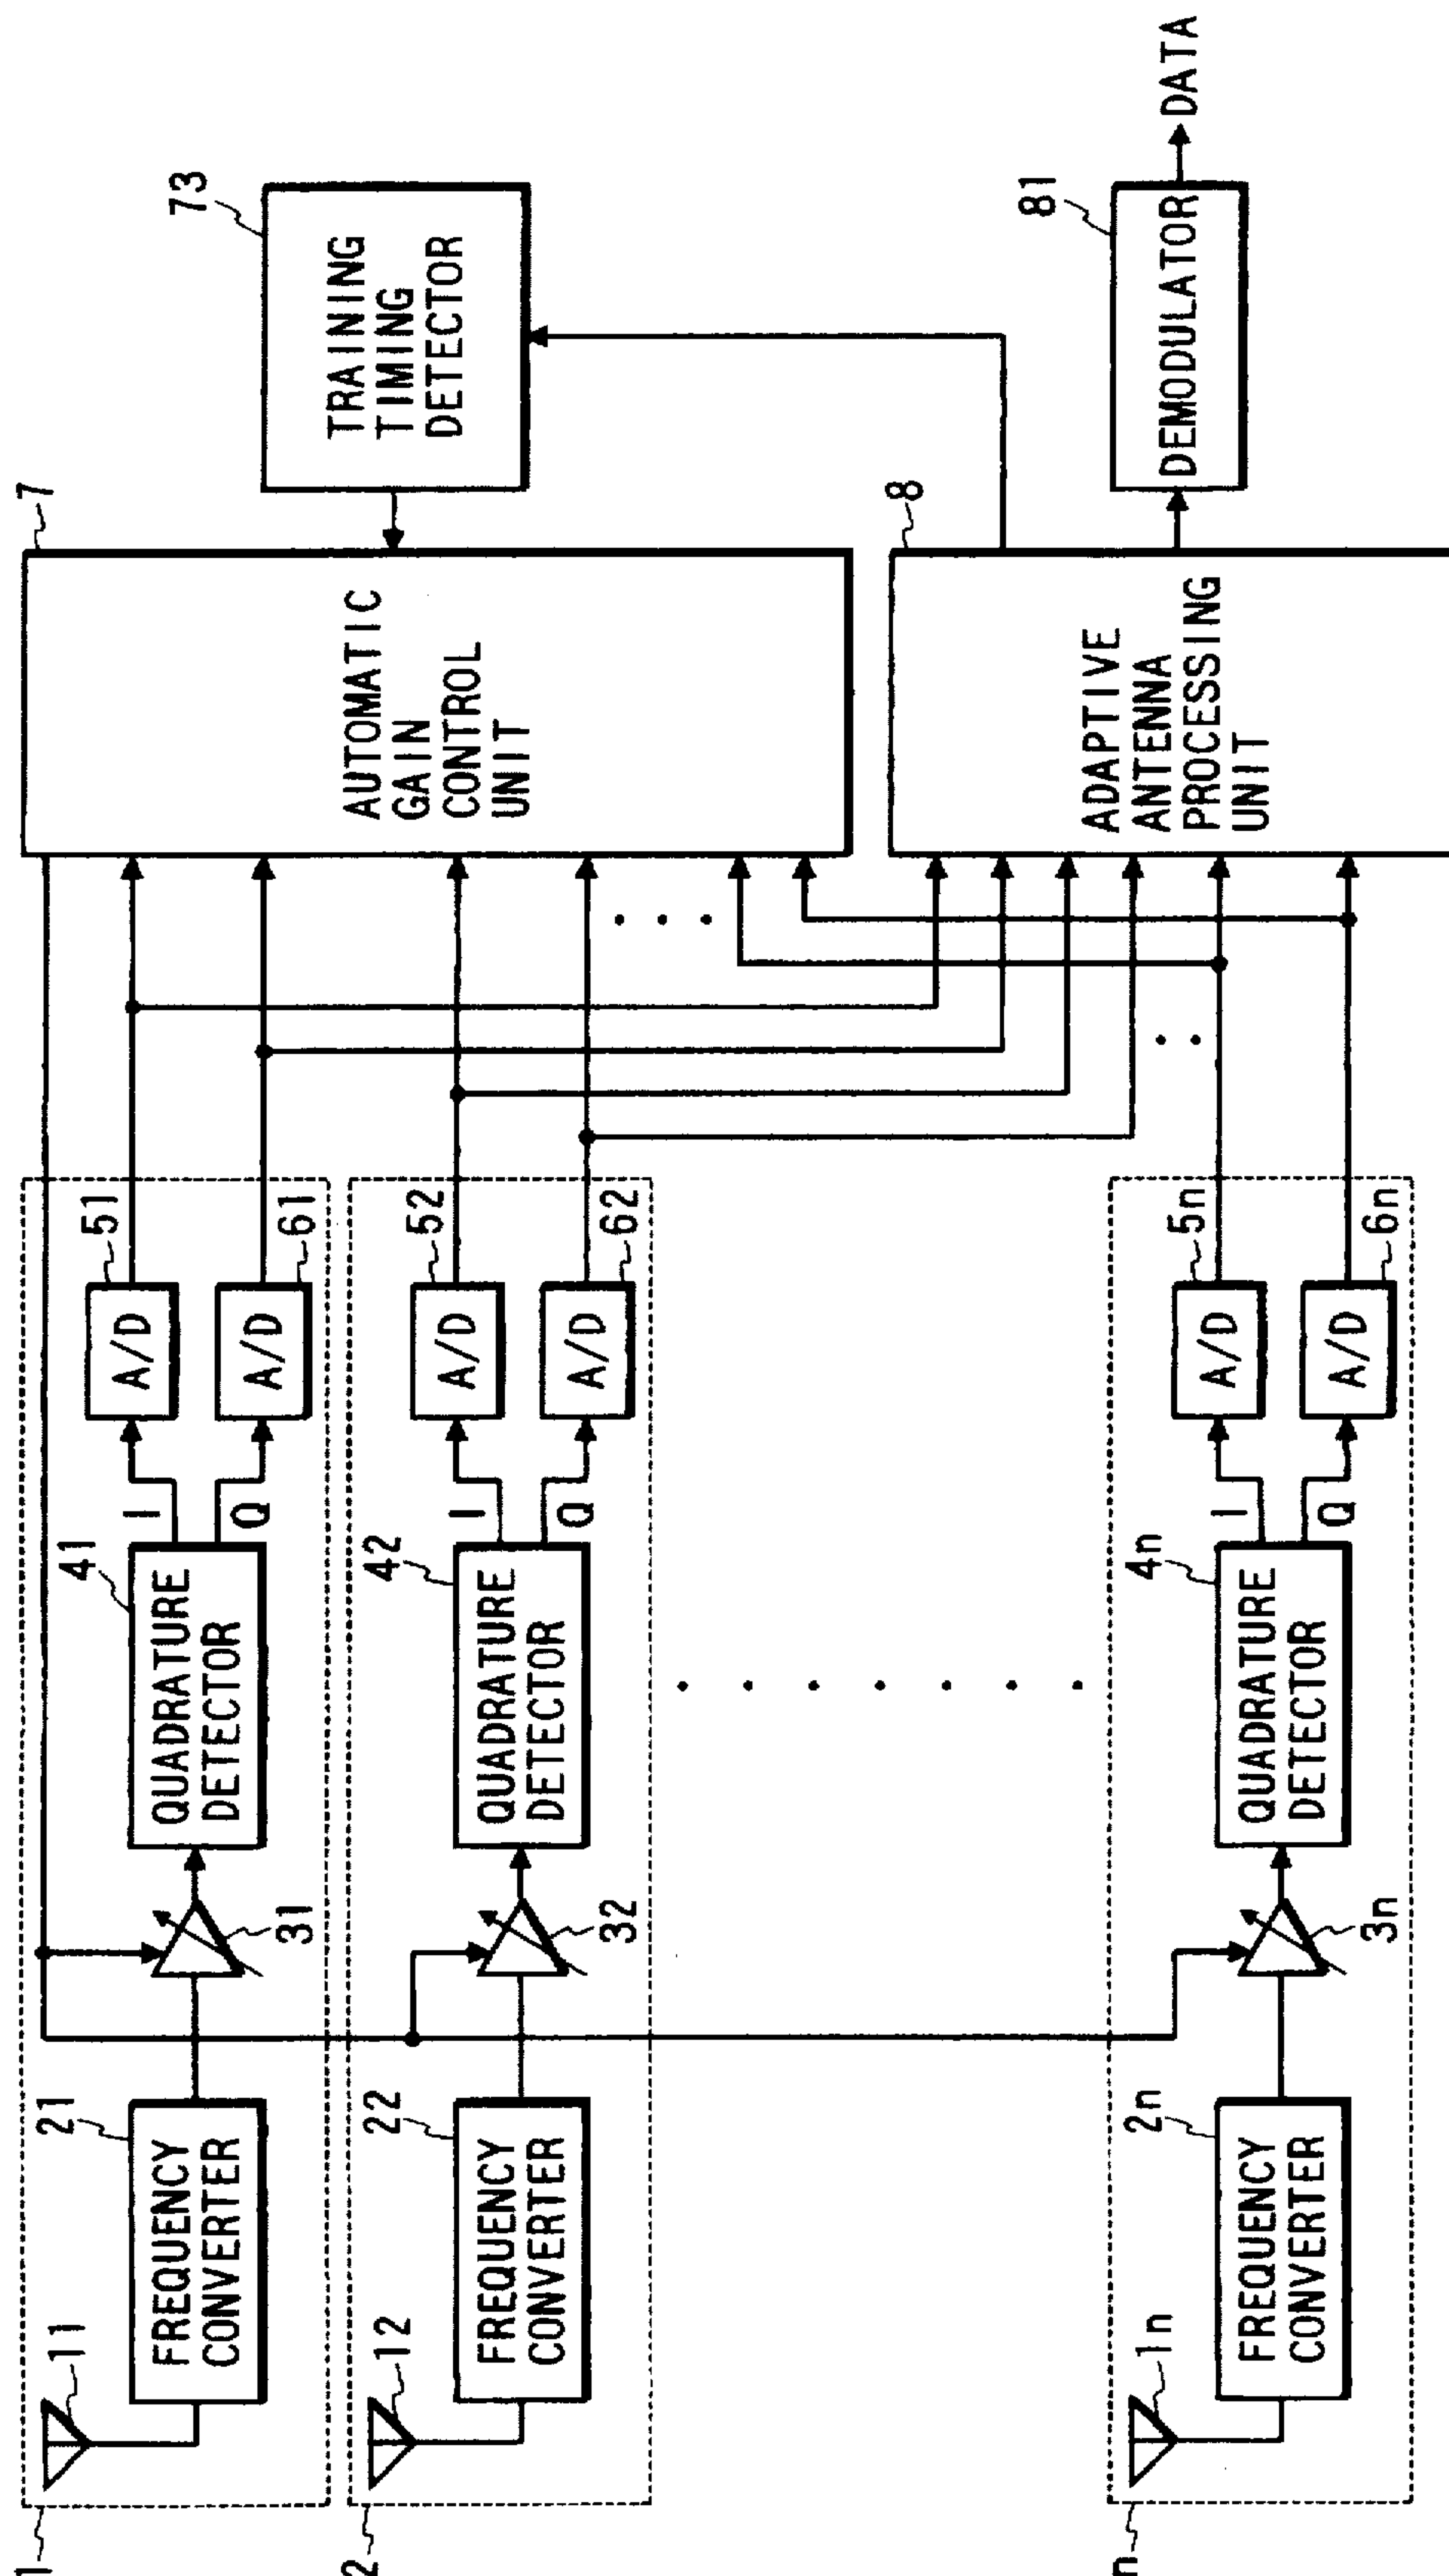 1
11
FREQUENCY
CONVERTER
21
31
QUADRATURE
DETECTOR
41
I
Q
A/D
51
A/D
61
2
12
FREQUENCY
CONVERTER
22
32
QUADRATURE
DETECTOR
42
I
Q
A/D
52
A/D
62
n
1n
FREQUENCY
CONVERTER
2n
3n
QUADRATURE
DETECTOR
4n
I
Q
A/D
5n
A/D
6n
AUTOMATIC
GAIN
CONTROL
UNIT
7
TRAINING
TIMING
DETECTOR
73
ADAPTIVE
ANTENNA
PROCESSING
UNIT
8
DEMODULATOR
81
DATA